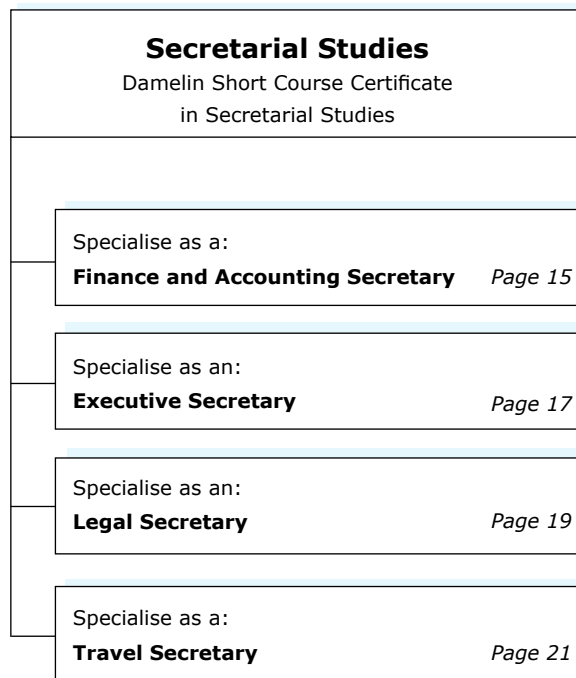 Secretarial Studies
Damelin Short Course Certificate
in Secretarial Studies
Specialise as a:
Finance and Accounting Secretary Page 15
Specialise as an:
Executive Secretary Page 17
Specialise as an:
Legal Secretary Page 19
Specialise as a:
Travel Secretary Page 21